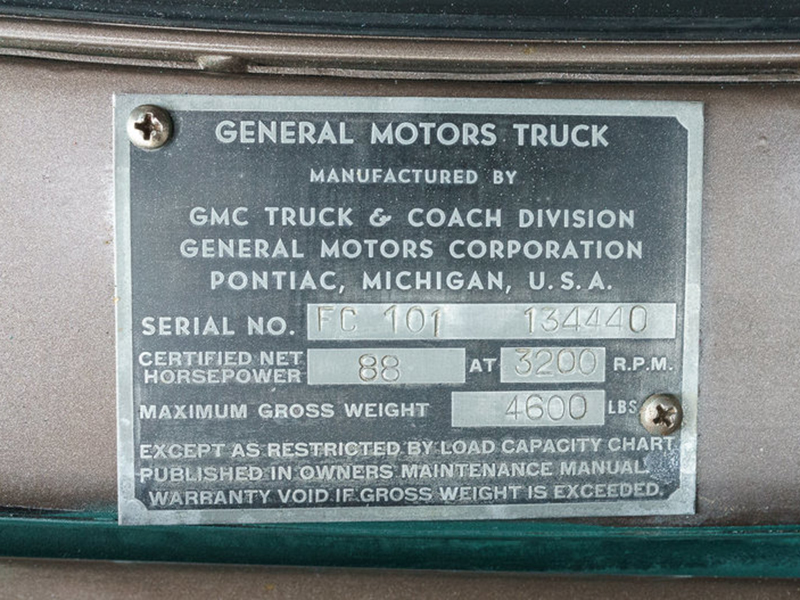 GENERAL MOTORS TRUCK
MANUFACTURED BY
GMC TRUCK & COACH DIVISION
GENERAL MOTORS CORPORATION
PONTIAC, MICHIGAN, U.S.A.
SERIAL NO. FC 101 134440
CERTIFIED NET HORSEPOWER 88 AT 3200 R.P.M.
MAXIMUM GROSS WEIGHT 4600 LBS
EXCEPT AS RESTRICTED BY LOAD CAPACITY CHART
PUBLISHED IN OWNERS MAINTENANCE MANUAL.
WARRANTY VOID IF GROSS WEIGHT IS EXCEEDED.